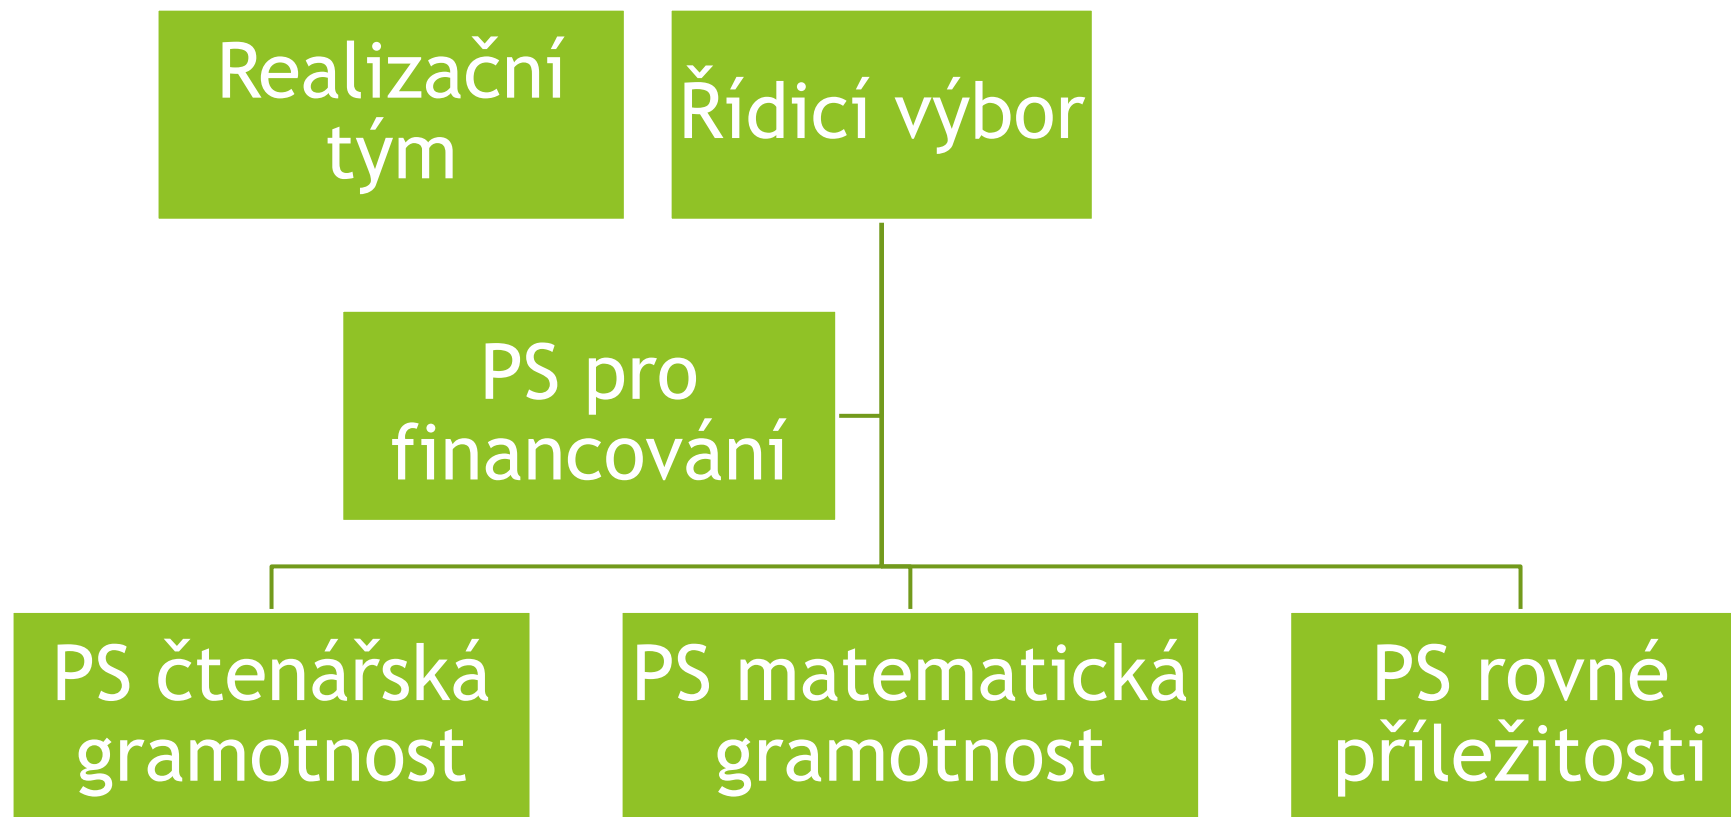 Realizační
tým
Řídicí výbor
PS pro
financování
PS čtenářská
gramotnost
PS matematická
gramotnost
PS rovné
příležitosti